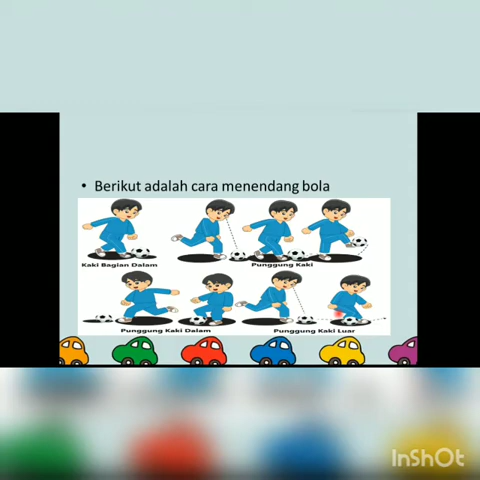 • Berikut adalah cara menendang bola
Kaki Bagian Dalam
Punggung Kaki
Punggung Kaki Dalam
Punggung Kaki Luar
InShOt